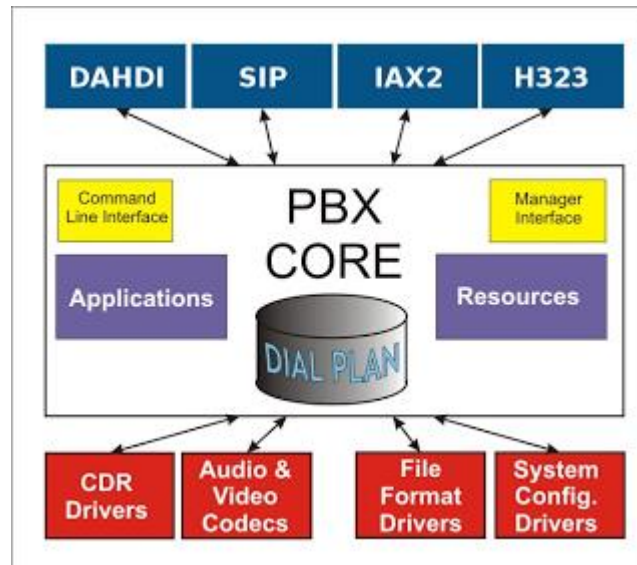 DAHDI
SIP
IAX2
H323
Command
Line Interface
PBX
CORE
Manager
Interface
Applications
Resources
DIAL PLAN
CDR
Drivers
Audio &
Video
Codecs
File
Format
Drivers
System
Config.
Drivers